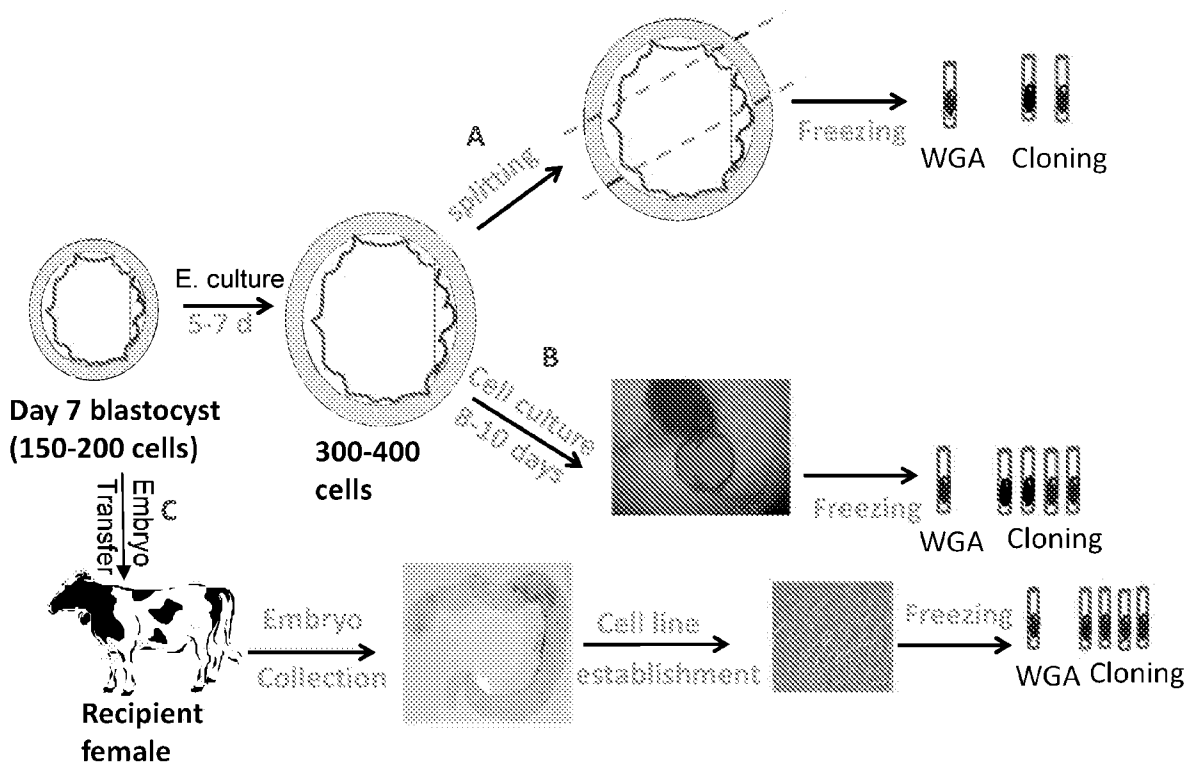 A
splitting
Freezing
WGA
Cloning
E. culture
5-7 d
Day 7 blastocyst
(150-200 cells)
300-400
cells
B
Cell culture
8-10 days
Freezing
WGA
Cloning
C
Embryo
Transfer
Recipient
female
Embryo
Collection
Cell line
establishment
Freezing
WGA Cloning